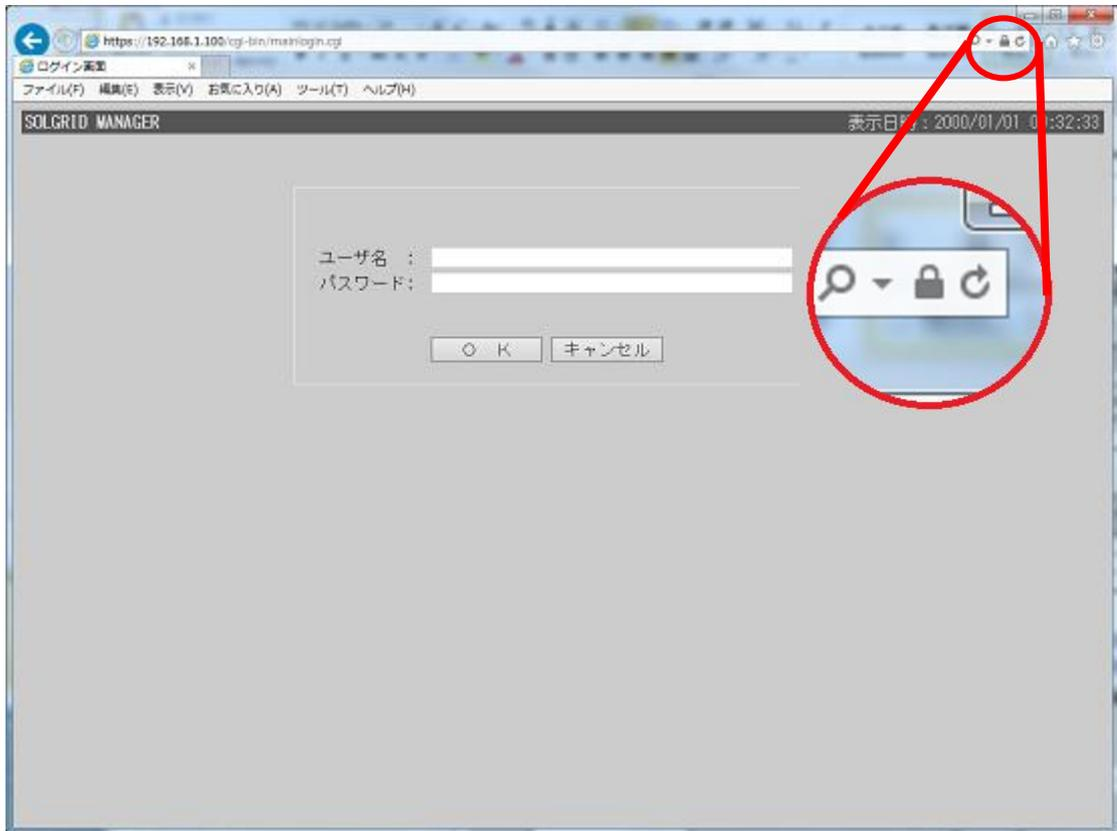 https://192.168.1.100/cgi-bin/mainlogin.cgi
ログイン画面
ファイル(F) 編集(E) 表示(V) お気に入り(A) ツール(T) ヘルプ(H)
SOLGRID MANAGER 表示日時：2000/01/01 :32:33
ユーザ名 ：
パスワード：
Ｏ Ｋ キャンセル